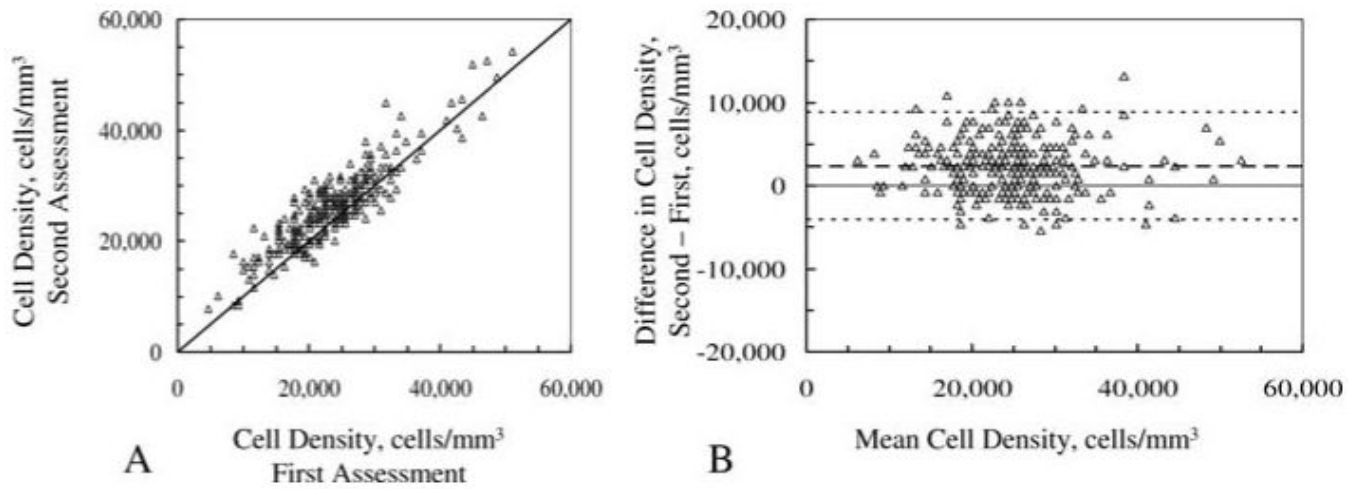 Cell Density, cells/mm³
Second Assessment
60,000
40,000
20,000
0
0
20,000
40,000
60,000
Cell Density, cells/mm³
First Assessment
A
Difference in Cell Density,
Second – First, cells/mm³
20,000
10,000
0
-10,000
-20,000
0
20,000
40,000
60,000
Mean Cell Density, cells/mm³
B